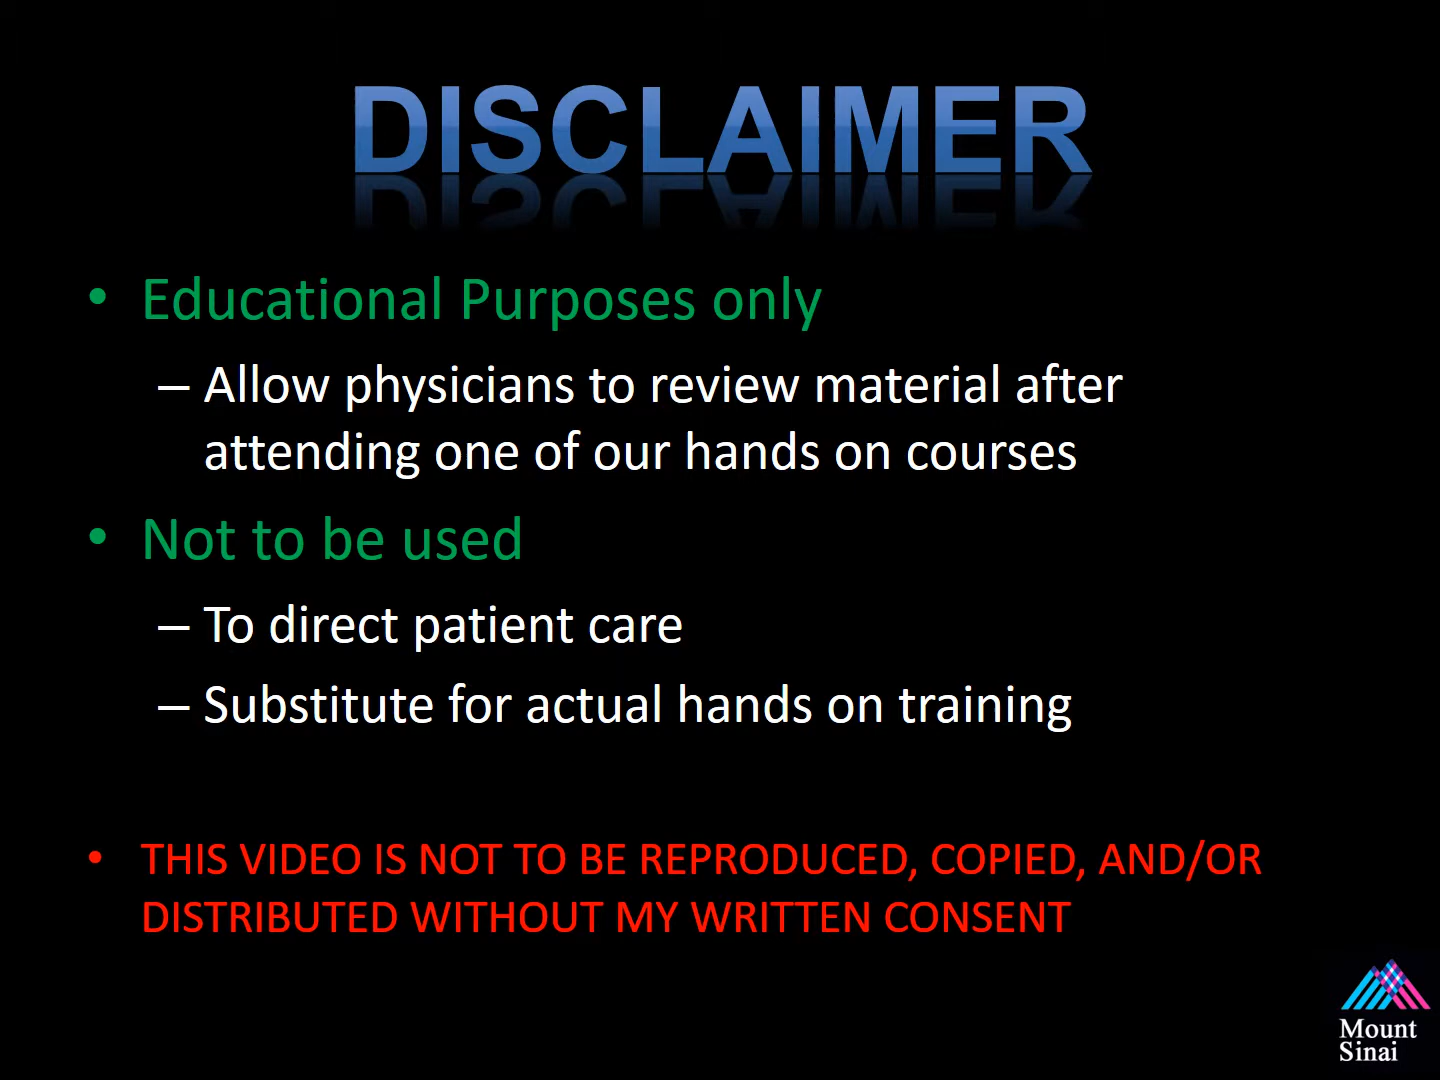 DISCLAIMER
• Educational Purposes only
– Allow physicians to review material after
attending one of our hands on courses
• Not to be used
– To direct patient care
– Substitute for actual hands on training
• THIS VIDEO IS NOT TO BE REPRODUCED, COPIED, AND/OR
DISTRIBUTED WITHOUT MY WRITTEN CONSENT
Mount
Sinai